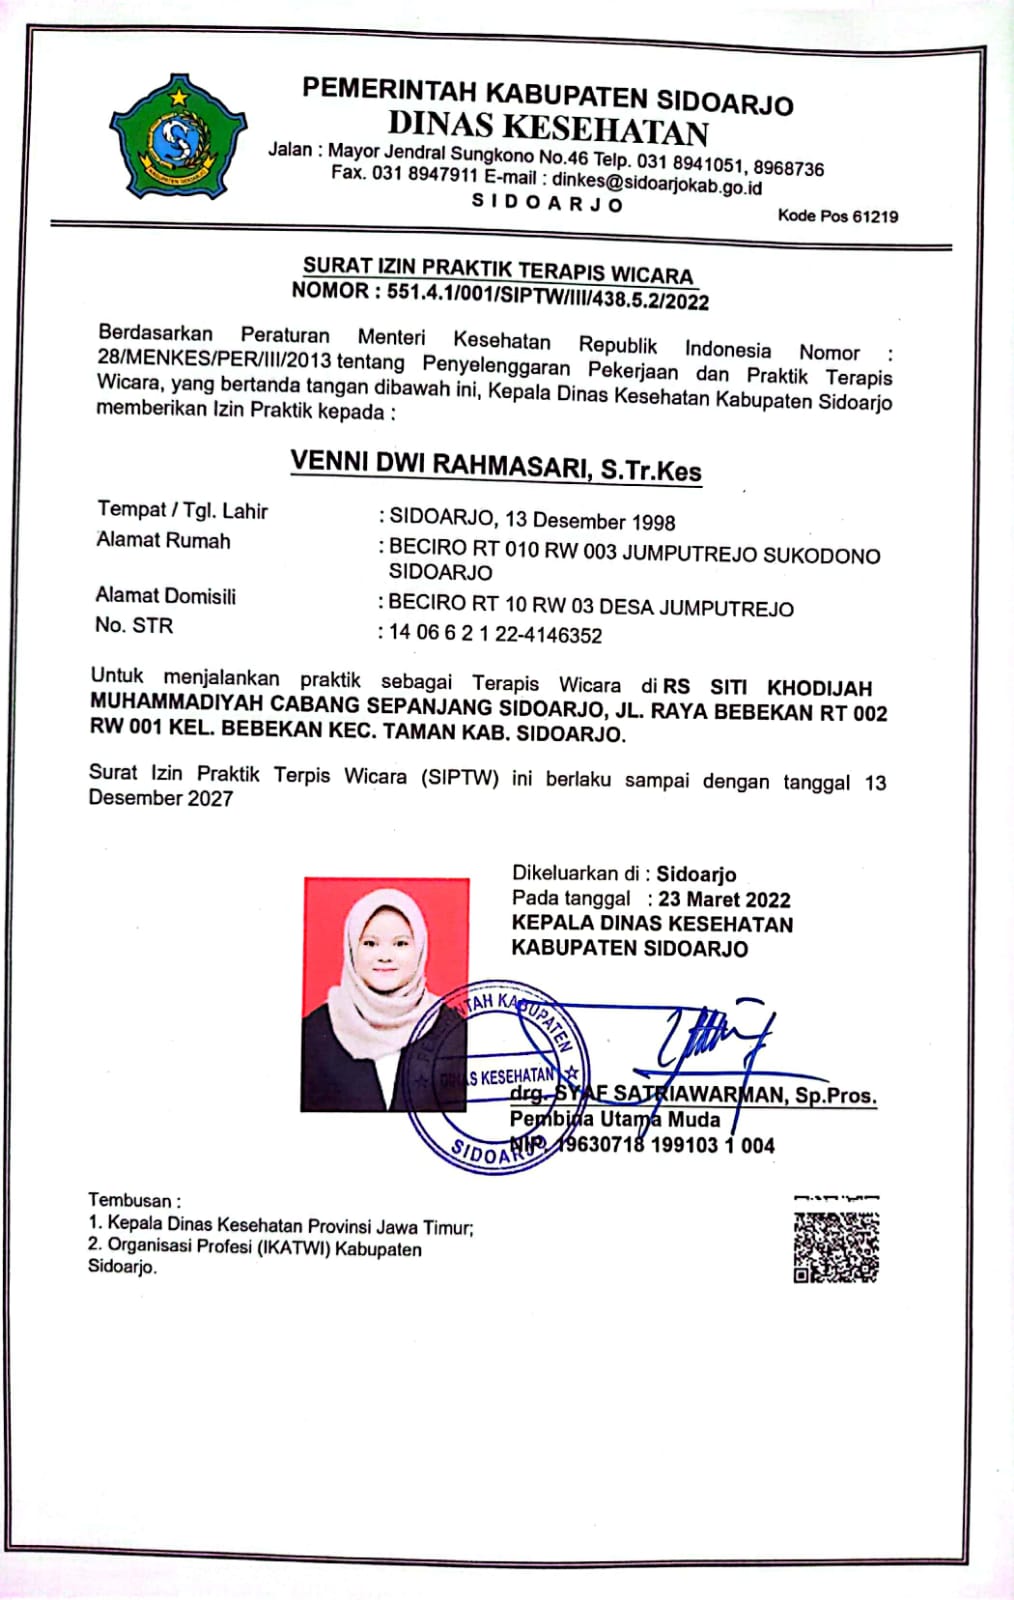 PEMERINTAH KABUPATEN SIDOARJO
DINAS KESEHATAN
Jalan : Mayor Jendral Sungkono No.46 Telp. 031 8941051, 8968736
Fax. 031 8947911 E-mail : dinkes@sidoarjokab.go.id
SIDOARJO
Kode Pos 61219
KABUPATEN SIDOARJO
SURAT IZIN PRAKTIK TERAPIS WICARA
NOMOR : 551.4.1/001/SIPTW/III/438.5.2/2022
Berdasarkan Peraturan Menteri Kesehatan Republik Indonesia Nomor :
28/MENKES/PER/III/2013 tentang Penyelenggaran Pekerjaan dan Praktik Terapis
Wicara, yang bertanda tangan dibawah ini, Kepala Dinas Kesehatan Kabupaten Sidoarjo
memberikan Izin Praktik kepada :
VENNI DWI RAHMASARI, S.Tr.Kes
Tempat / Tgl. Lahir : SIDOARJO, 13 Desember 1998
Alamat Rumah : BECIRO RT 010 RW 003 JUMPUTREJO SUKODONO
SIDOARJO
Alamat Domisili : BECIRO RT 10 RW 03 DESA JUMPUTREJO
No. STR : 14 06 6 2 1 22-4146352
Untuk menjalankan praktik sebagai Terapis Wicara di RS SITI KHODIJAH
MUHAMMADIYAH CABANG SEPANJANG SIDOARJO, JL. RAYA BEBEKAN RT 002
RW 001 KEL. BEBEKAN KEC. TAMAN KAB. SIDOARJO.
Surat Izin Praktik Terpis Wicara (SIPTW) ini berlaku sampai dengan tanggal 13
Desember 2027
Dikeluarkan di : Sidoarjo
Pada tanggal : 23 Maret 2022
KEPALA DINAS KESEHATAN
KABUPATEN SIDOARJO
PEMERINTAH KABUPATEN
DINAS KESEHATAN
SIDOARJO
drg. SYAF SATRIAWARMAN, Sp.Pros.
Pembina Utama Muda
NIP. 19630718 199103 1 004
Tembusan :
1. Kepala Dinas Kesehatan Provinsi Jawa Timur;
2. Organisasi Profesi (IKATWI) Kabupaten
Sidoarjo.